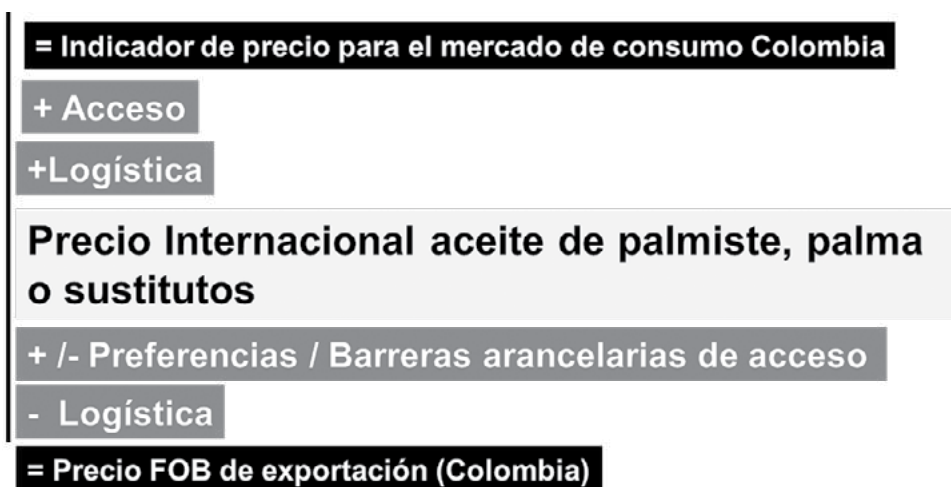 = Indicador de precio para el mercado de consumo Colombia
+ Acceso
+Logística
Precio Internacional aceite de palmiste, palma
o sustitutos
+ /- Preferencias / Barreras arancelarias de acceso
- Logística
= Precio FOB de exportación (Colombia)